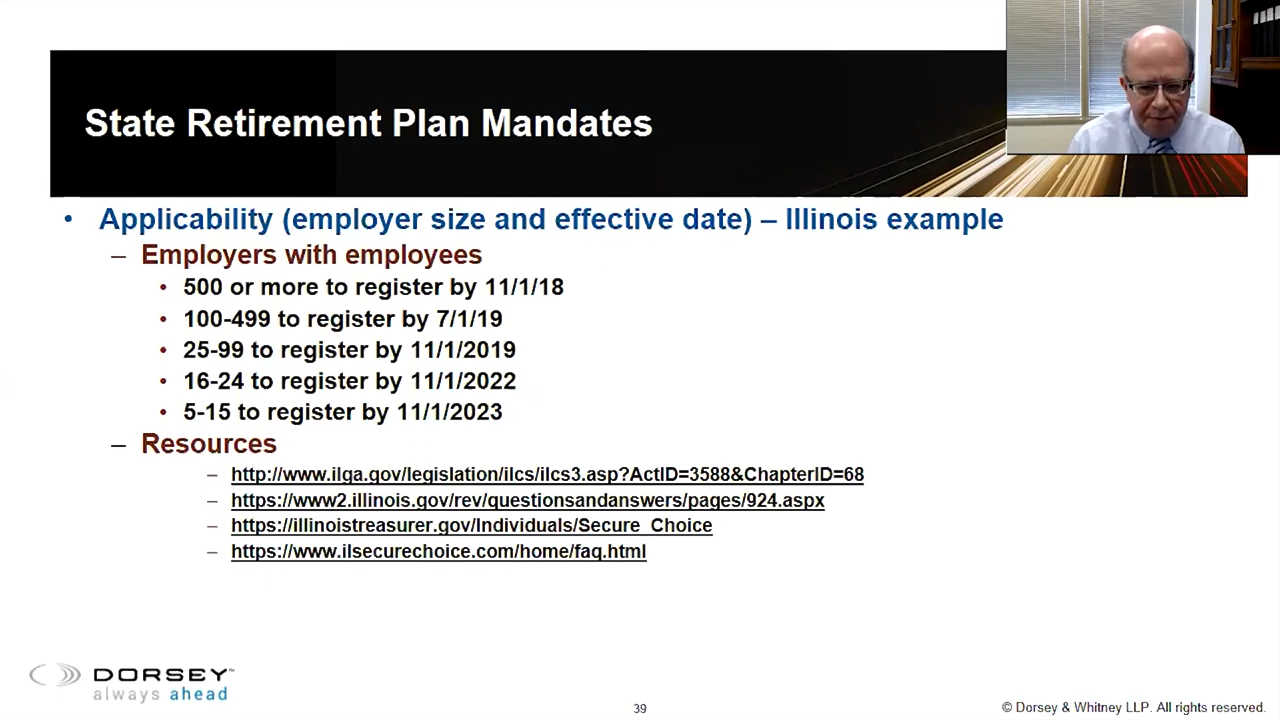 State Retirement Plan Mandates
• Applicability (employer size and effective date) – Illinois example
– Employers with employees
• 500 or more to register by 11/1/18
• 100-499 to register by 7/1/19
• 25-99 to register by 11/1/2019
• 16-24 to register by 11/1/2022
• 5-15 to register by 11/1/2023
– Resources
– http://www.ilga.gov/legislation/ilcs/ilcs3.asp?ActID=3588&ChapterID=68
– https://www2.illinois.gov/rev/questionsandanswers/pages/924.aspx
– https://illinoistreasurer.gov/Individuals/Secure_Choice
– https://www.ilsecurechoice.com/home/faq.html
DORSEY™
always ahead
39
© Dorsey & Whitney LLP. All rights reserved.